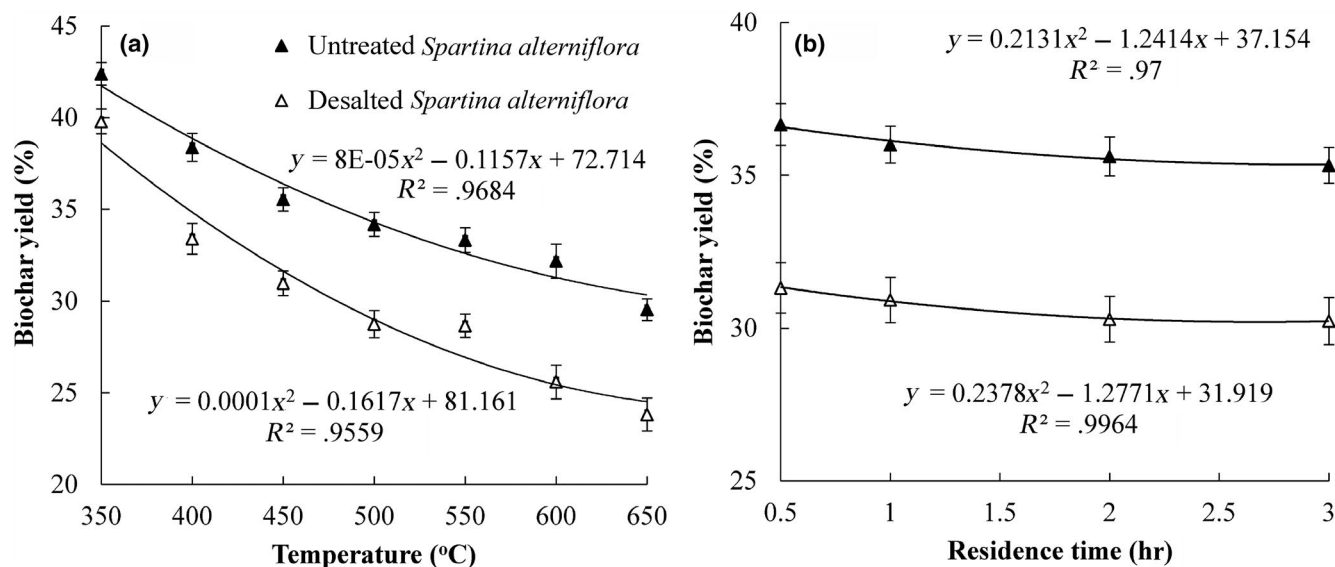 (a)
▲ Untreated Spartina alterniflora
△ Desalted Spartina alterniflora
y = 8E-05x² – 0.1157x + 72.714
R² = .9684
y = 0.0001x² – 0.1617x + 81.161
R² = .9559
Biochar yield (%)
45
40
35
30
25
20
350 400 450 500 550 600 650
Temperature (°C)
(b)
y = 0.2131x² – 1.2414x + 37.154
R² = .97
y = 0.2378x² – 1.2771x + 31.919
R² = .9964
Biochar yield (%)
40
35
30
25
0.5 1 1.5 2 2.5 3
Residence time (hr)